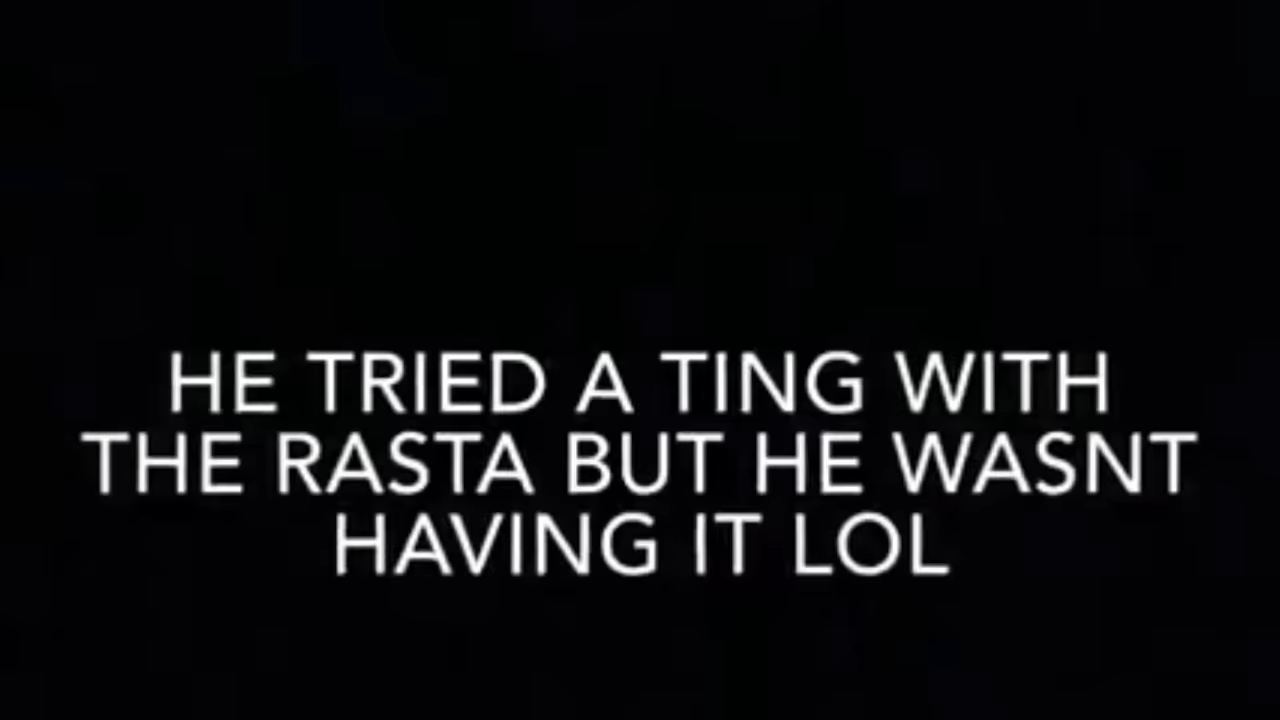 HE TRIED A TING WITH
THE RASTA BUT HE WASNT
HAVING IT LOL